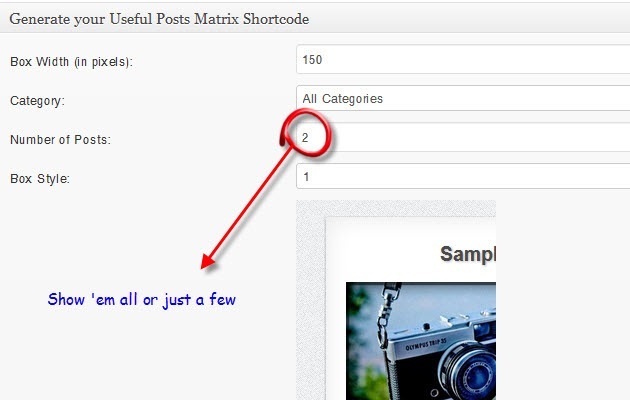 Generate your Useful Posts Matrix Shortcode
Box Width (in pixels): 150
Category: All Categories
Number of Posts: 2
Box Style: 1
Sampl
OLYMPUS TRIP 35
Show 'em all or just a few